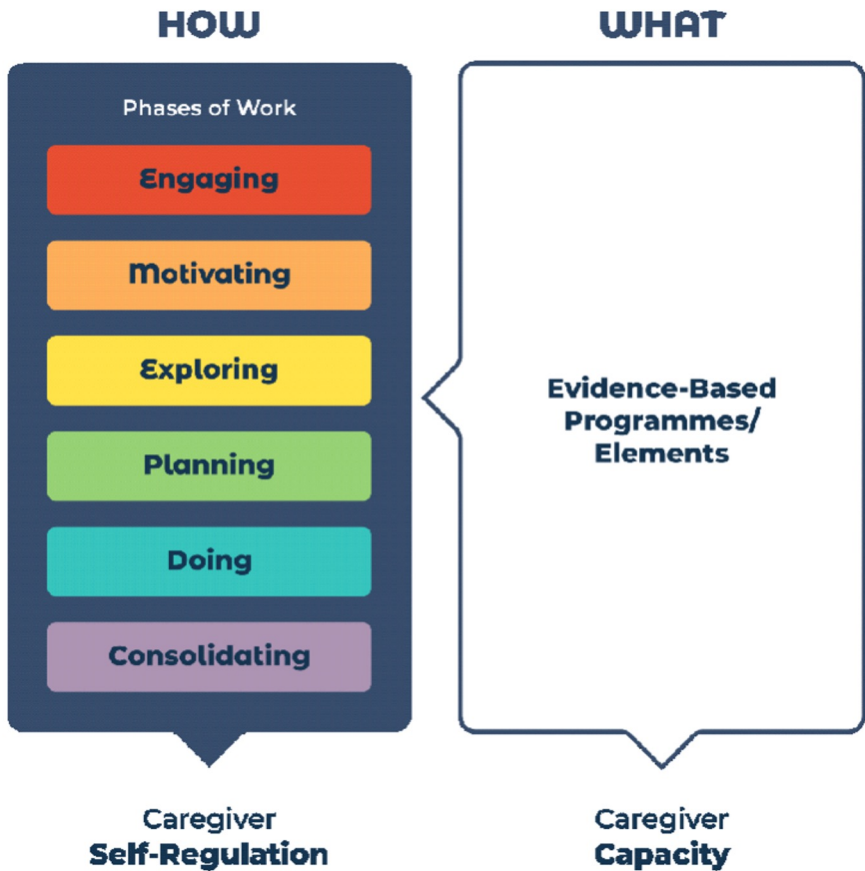 HOW
Phases of Work
Engaging
Motivating
Exploring
Planning
Doing
Consolidating
Caregiver
Self-Regulation
WHAT
Evidence-Based
Programmes/
Elements
Caregiver
Capacity